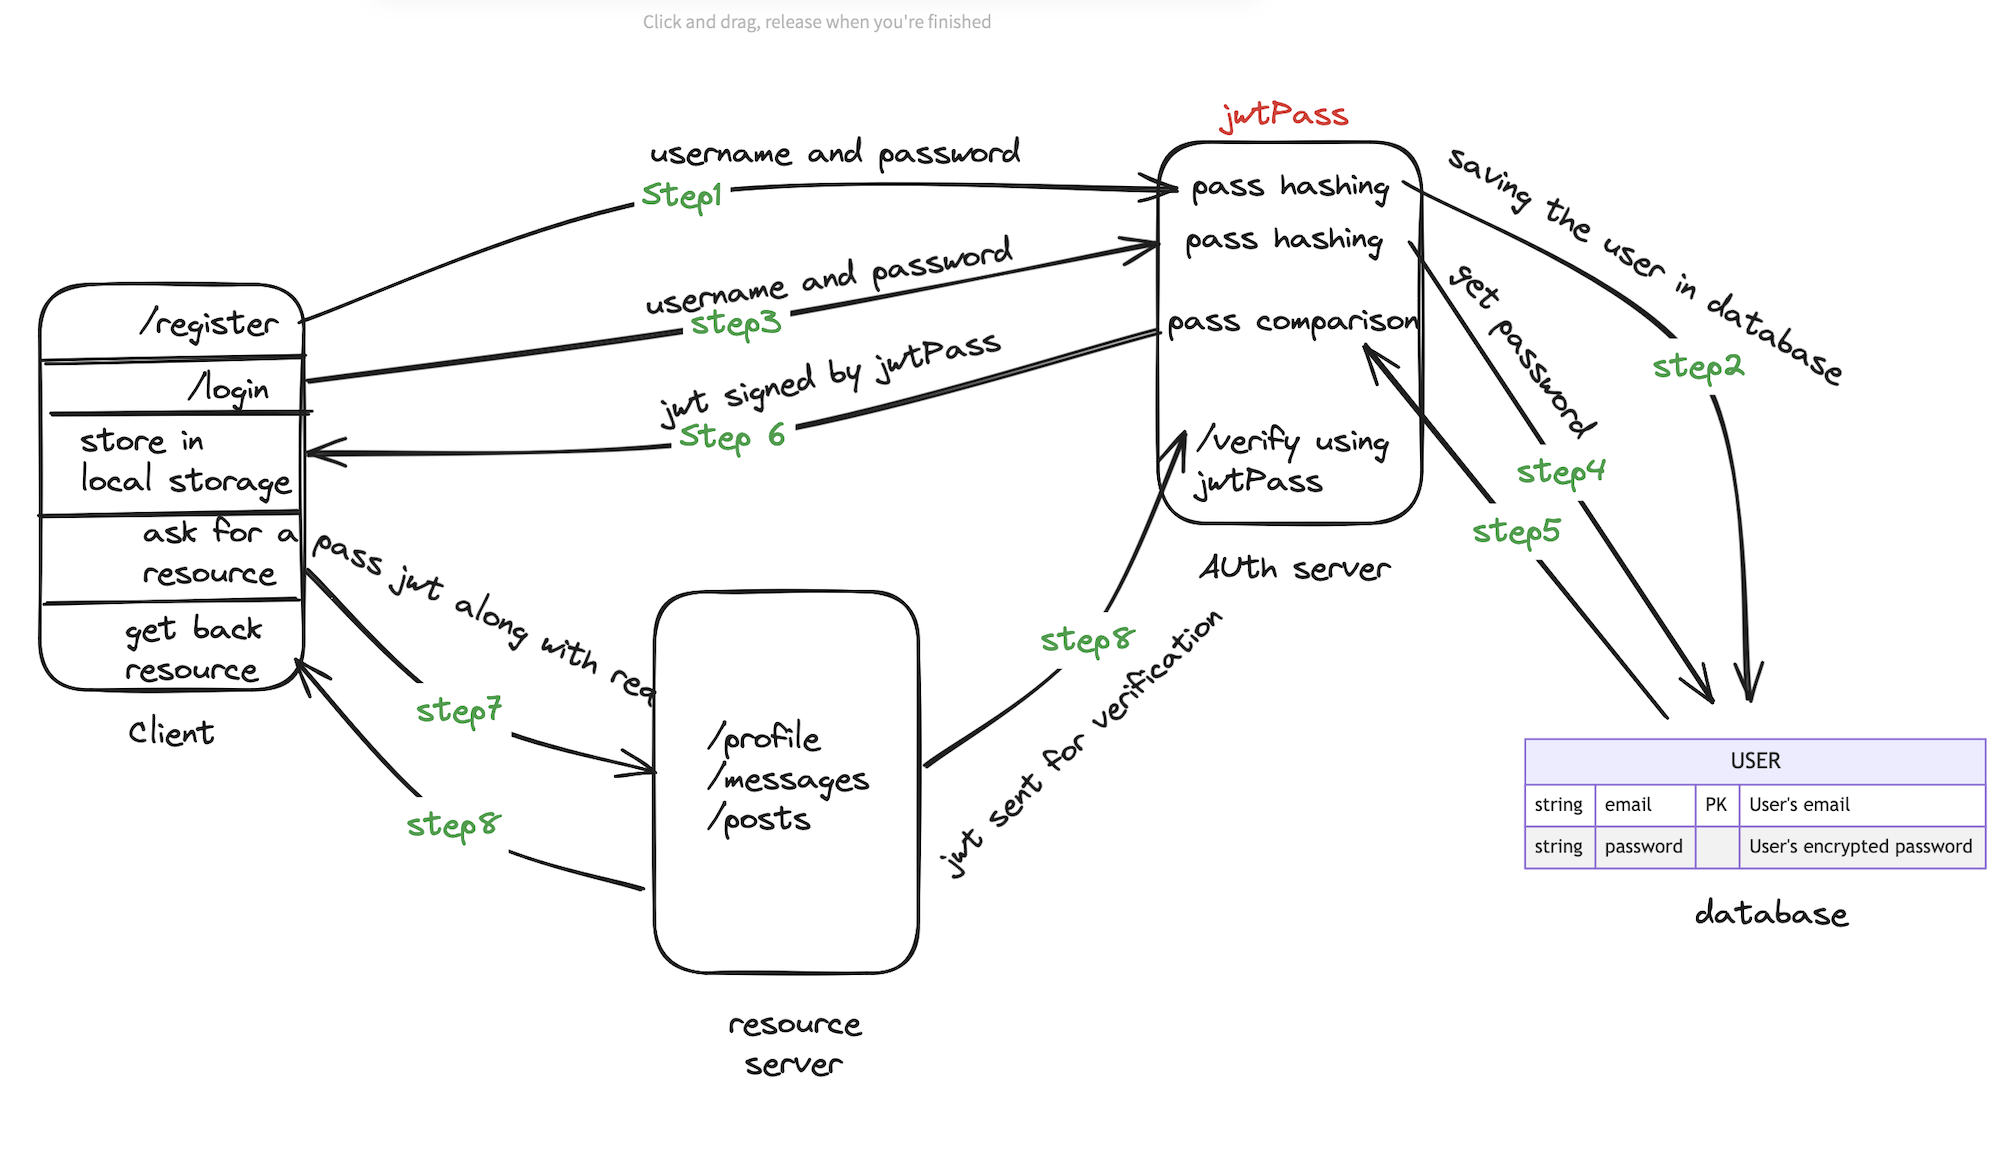 Click and drag, release when you're finished
jwtPass
username and password
Step1
pass hashing
saving the user in database
username and password
step3
pass hashing
get password
/register
pass comparison
step2
jwt signed by jwtPass
Step 6
/login
store in
local storage
/verify using
jwtPass
step4
step5
ask for a
resource
pass jwt along with req
AUth server
get back
resource
step8
jwt sent for verification
step7
Client
/profile
/messages
/posts
step8
USER
string email PK User's email
string password User's encrypted password
database
resource
server